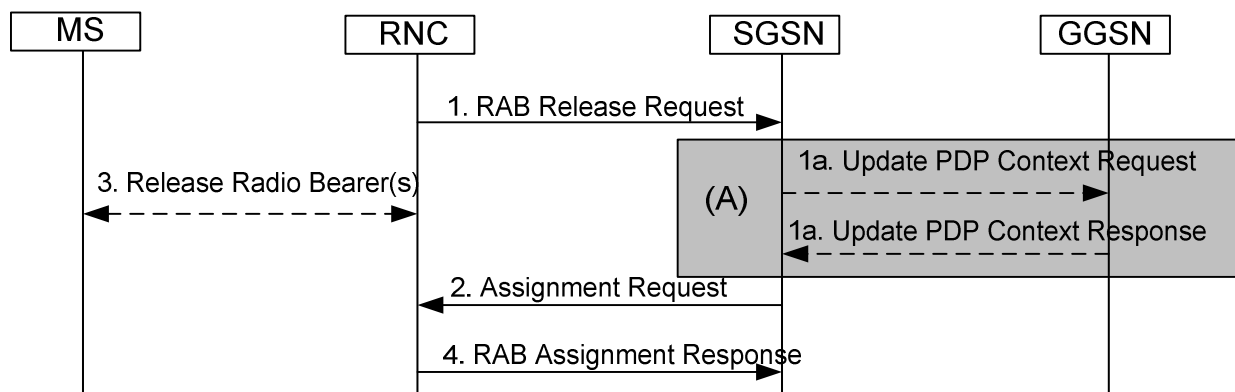 MS
RNC
SGSN
GGSN
1. RAB Release Request
1a. Update PDP Context Request
3. Release Radio Bearer(s)
(A)
1a. Update PDP Context Response
2. Assignment Request
4. RAB Assignment Response